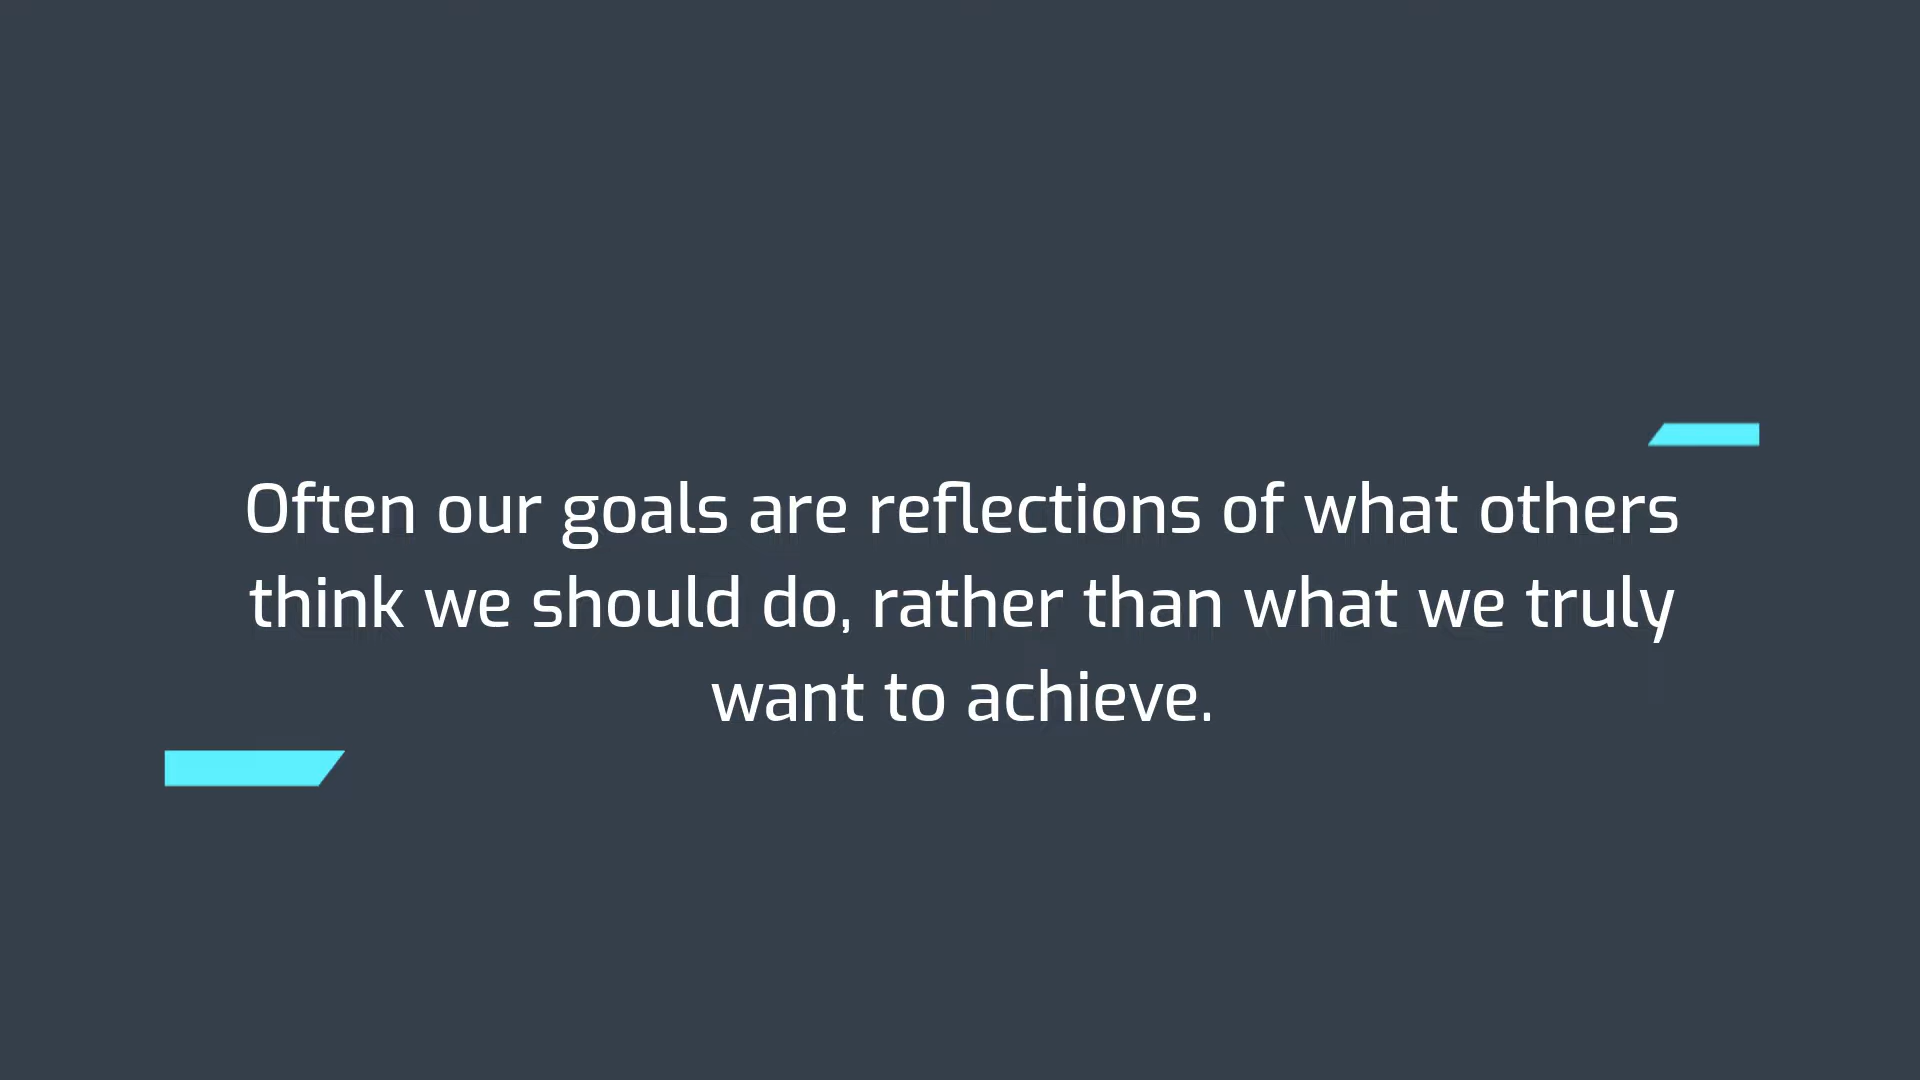 Often our goals are reflections of what others
think we should do, rather than what we truly
want to achieve.